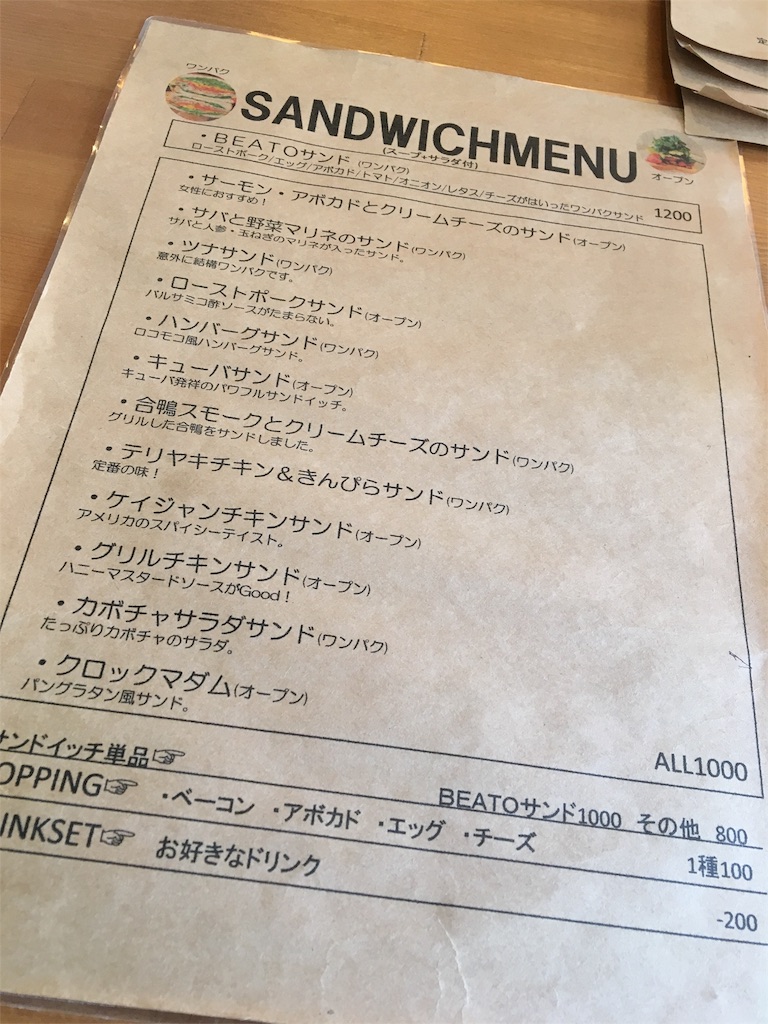 ワンパク
SANDWICHMENU
(スープ+サラダ付)
オープン
・BEATOサンド (ワンパク)
ローストポーク/エッグ/アボカド/トマト/オニオン/レタス/チーズがはいったワンパクサンド 1200
・サーモン・アボカドとクリームチーズのサンド(オープン)
女性におすすめ!
・サバと野菜マリネのサンド(ワンパク)
サバと人参・玉ねぎのマリネが入ったサンド。
・ツナサンド(ワンパク)
意外に結構ワンパクです。
・ローストポークサンド(オープン)
バルサミコ酢ソースがたまらない。
・ハンバーグサンド(ワンパク)
ロコモコ風ハンバーグサンド。
・キューバサンド(オープン)
キューバ発祥のパワフルサンドイッチ。
・合鴨スモークとクリームチーズのサンド(ワンパク)
グリルした合鴨をサンドしました。
・テリヤキチキン&きんぴらサンド(ワンパク)
定番の味!
・ケイジャンチキンサンド(オープン)
アメリカのスパイシーテイスト。
・グリルチキンサンド(オープン)
ハニーマスタードソースがGood!
・カボチャサラダサンド(ワンパク)
たっぷりカボチャのサラダ。
・クロックマダム(オープン)
パングラタン風サンド。
ALL1000
ンドイッチ単品☞ BEATOサンド1000 その他 800
OPPING☞ ・ベーコン ・アボカド ・エッグ ・チーズ 1種100
INKSET☞ お好きなドリンク -200